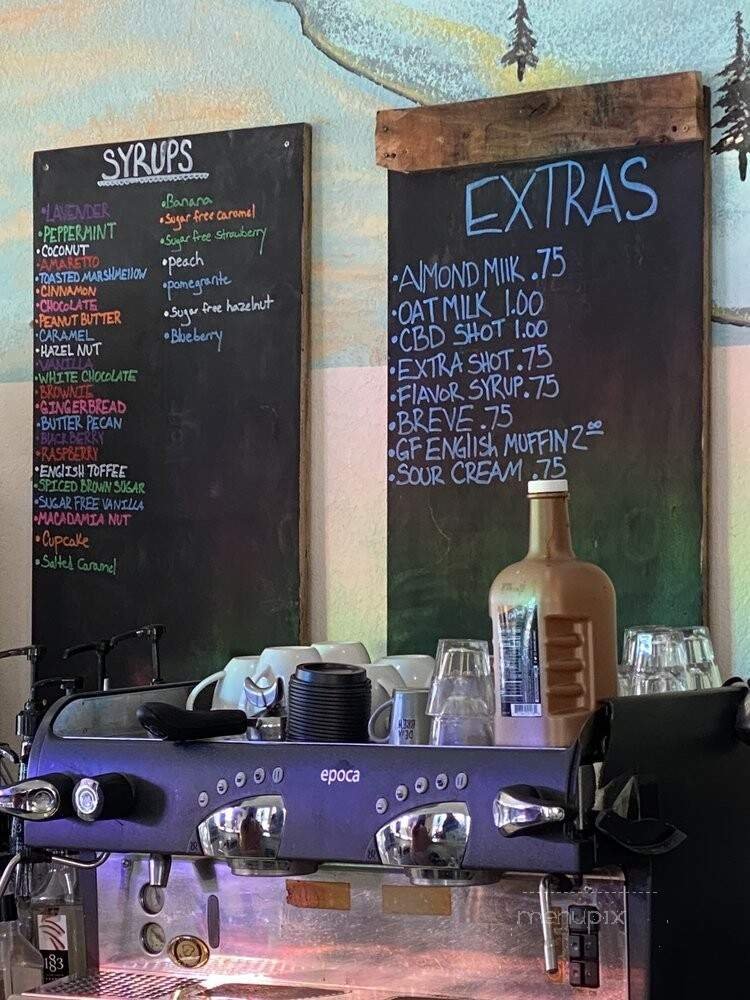 SYRUPS
•LAVENDER
•PEPPERMINT
•COCONUT
•AMARETTO
•TOASTED MARSHMELLOW
•CINNAMON
•CHOCOLATE
•PEANUT BUTTER
•CARAMEL
•HAZEL NUT
•VANILLA
•WHITE CHOCOLATE
•BROWNIE
•GINGERBREAD
•BUTTER PECAN
•BLACKBERRY
•RASPBERRY
•ENGLISH TOFFEE
•SPICED BROWN SUGAR
•SUGAR FREE VANILLA
•MACADAMIA NUT
•Cupcake
•Salted Caramel
•Banana
•Sugar free caramel
•Sugar free strawberry
•peach
•pomegrante
•Sugar free hazelnut
•Blueberry
EXTRAS
•AlMOND MIlK .75
•OAT MILK 1.00
•CBD SHOT 1.00
•EXTRA SHOT .75
•FlAVOR SYRUP .75
•BREVE .75
•GF ENGlISH MUFFIN 2 00
•SOUR CREAM .75
epoca
1883
menupix